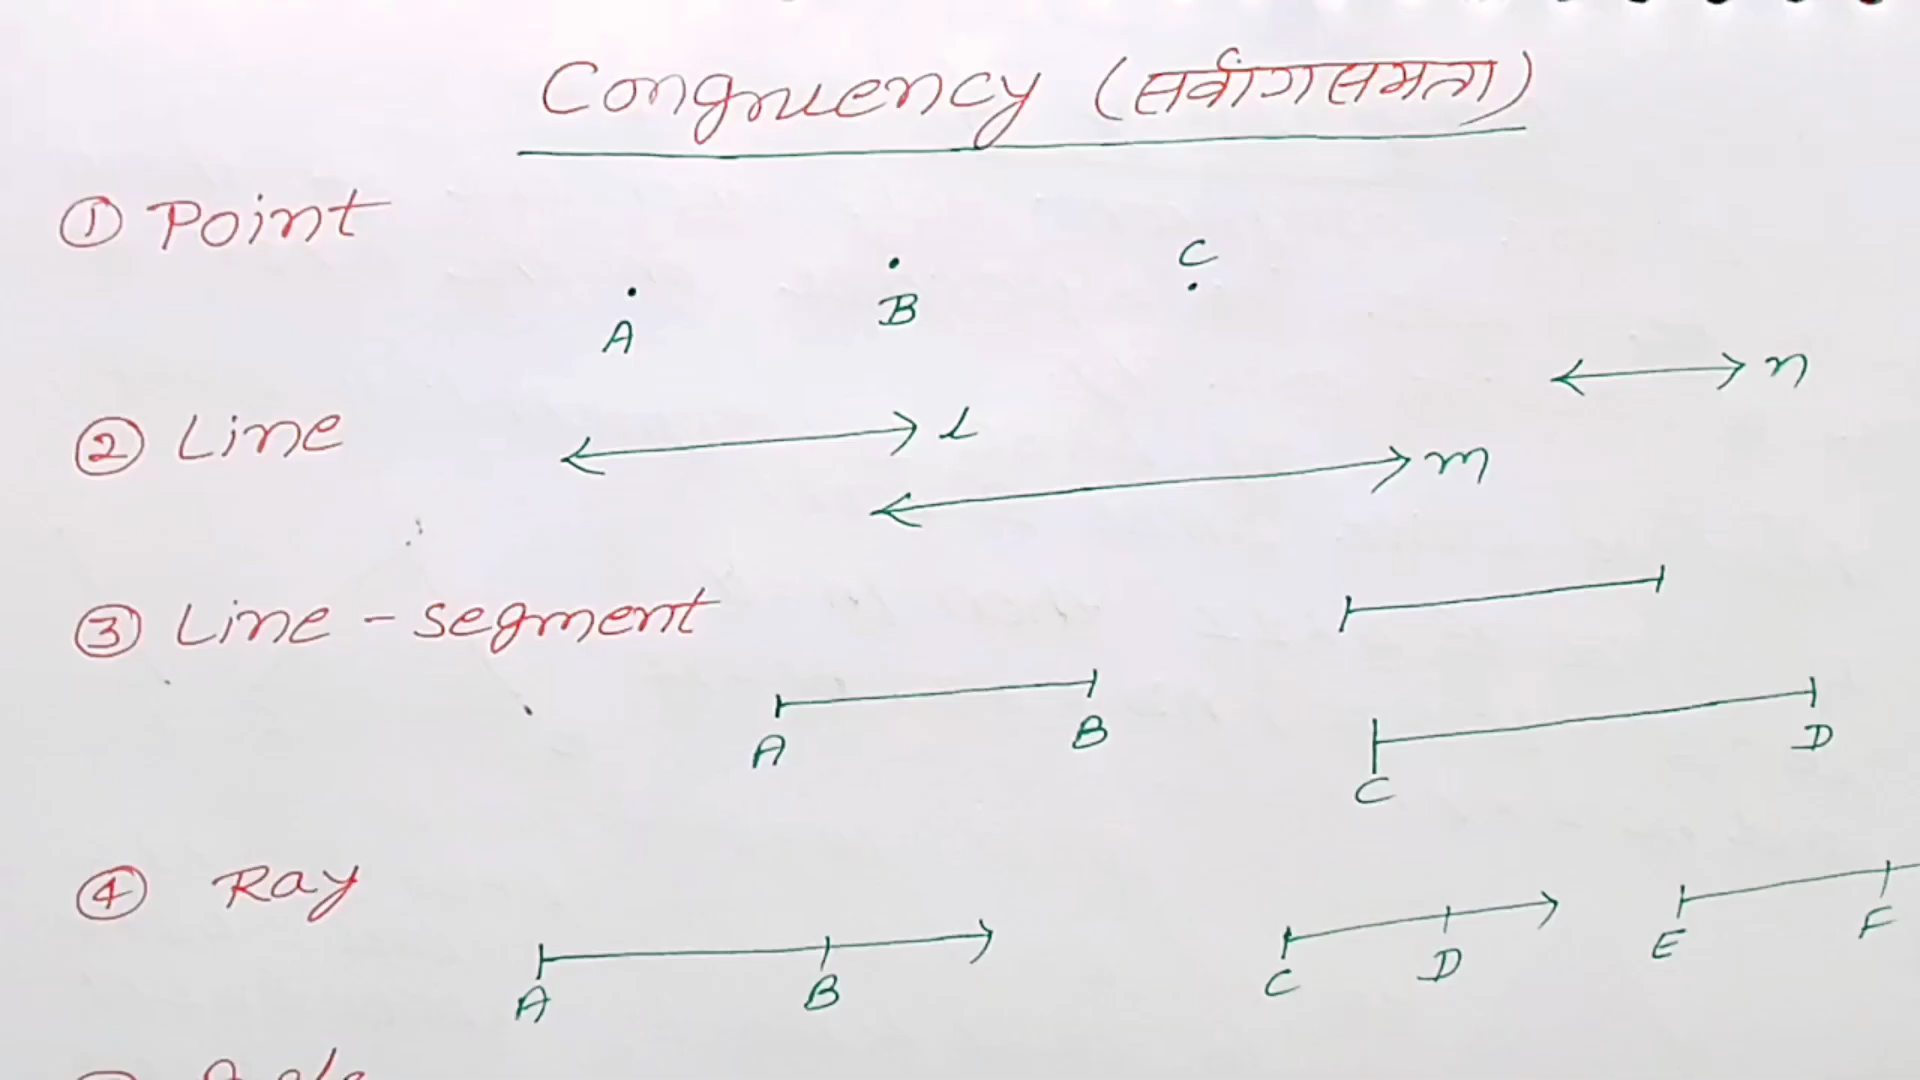 Congruency (सर्वांगसमता)
① Point
A
B
C
② Line
l
m
n
③ Line - segment
A
B
C
D
④ Ray
A
B
C
D
E
F